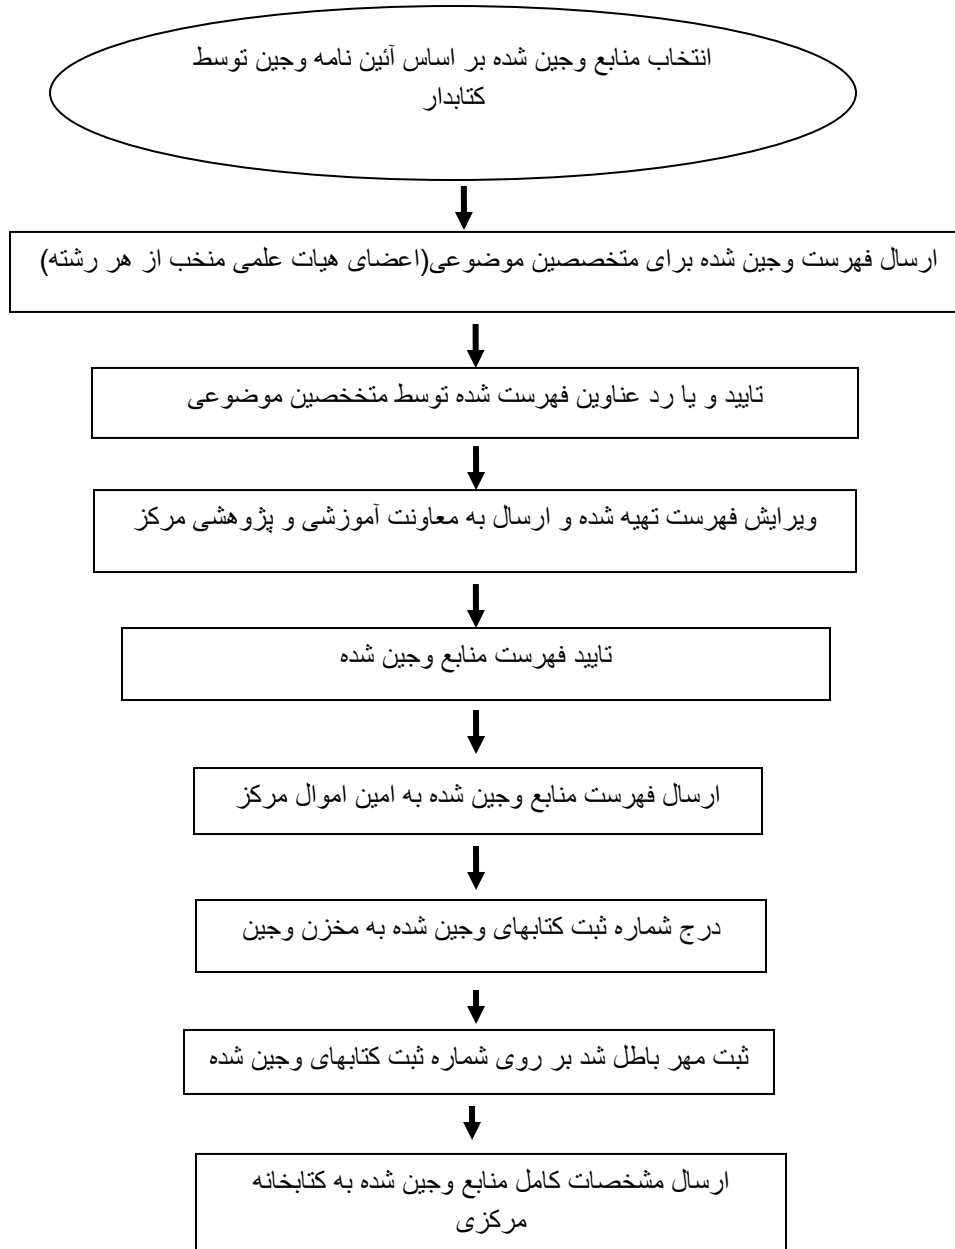 انتخاب منابع وجین شده بر اساس آئین نامه وجین توسط
کتابدار
ارسال فهرست وجین شده برای متخصصین موضوعی(اعضای هیات علمی منخب از هر رشته)
تایید و یا رد عناوین فهرست شده توسط متخخصین موضوعی
ویرایش فهرست تهیه شده و ارسال به معاونت آموزشی و پژوهشی مرکز
تایید فهرست منابع وجین شده
ارسال فهرست منابع وجین شده به امین اموال مرکز
درج شماره ثبت کتابهای وجین شده به مخزن وجین
ثبت مهر باطل شد بر روی شماره ثبت کتابهای وجین شده
ارسال مشخصات کامل منابع وجین شده به کتابخانه
مرکزی